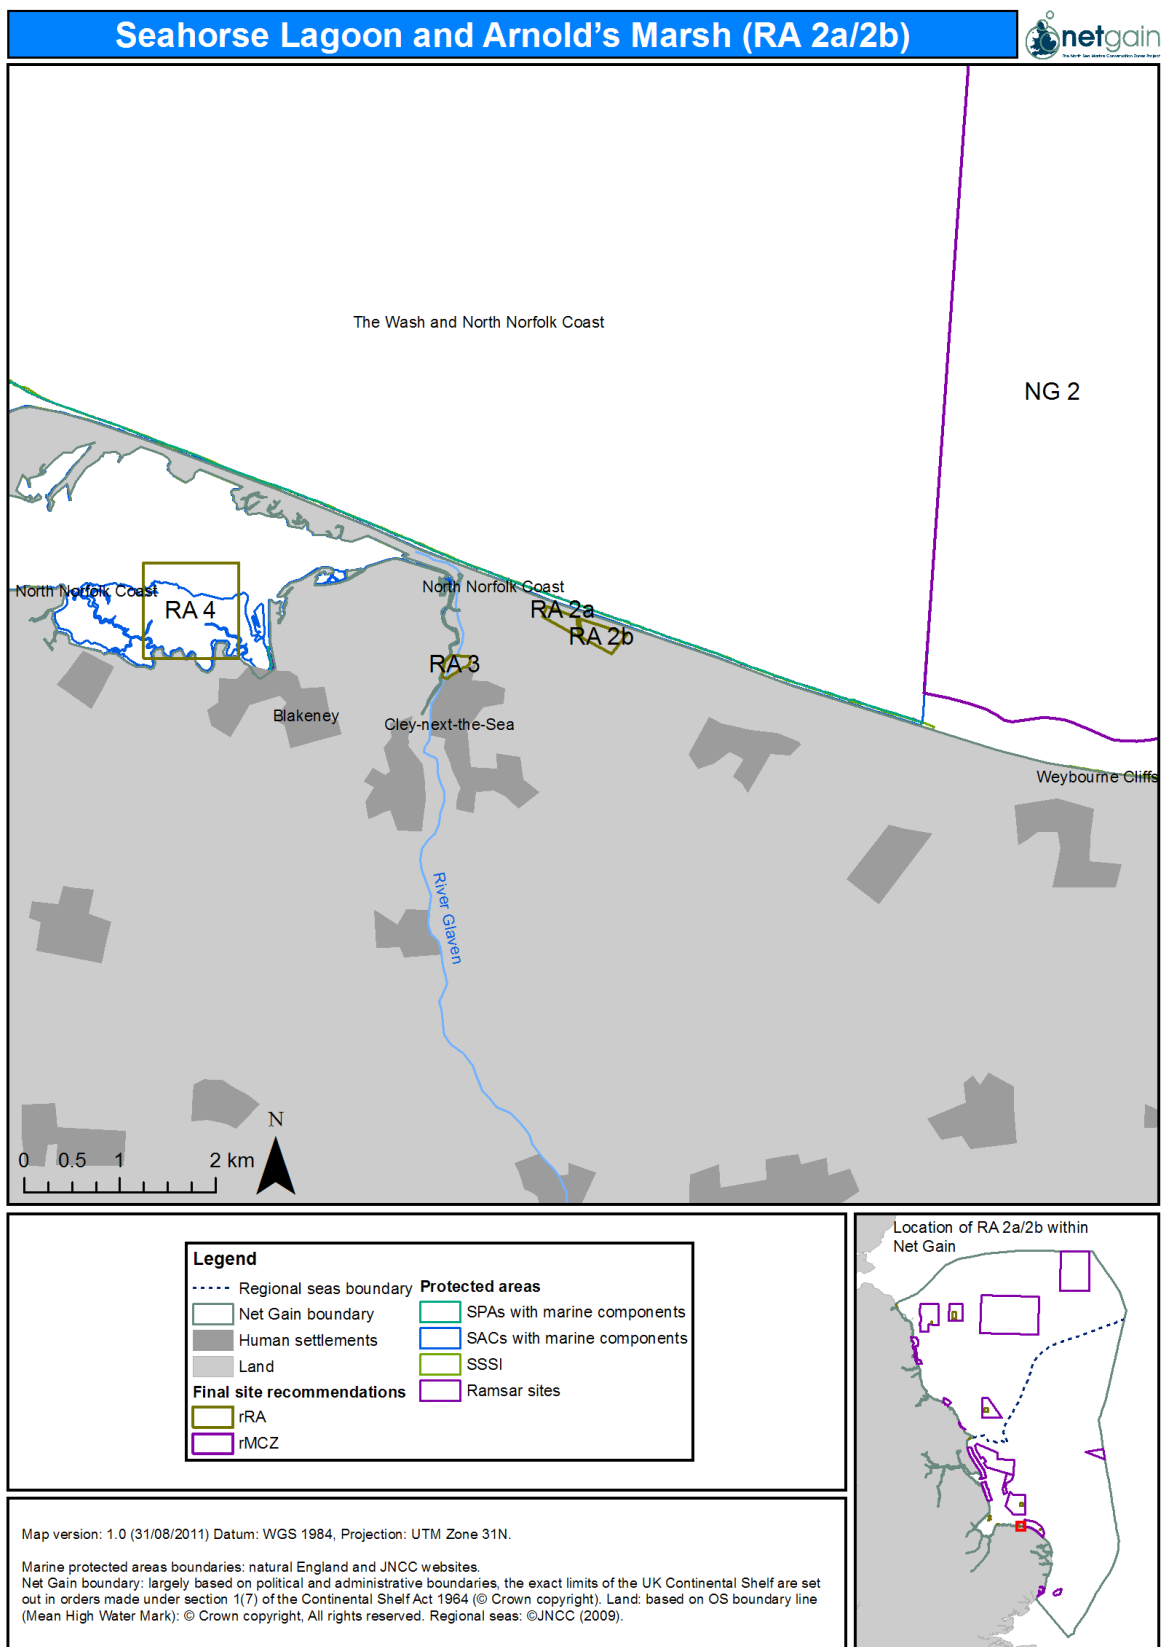 Seahorse Lagoon and Arnold's Marsh (RA 2a/2b)
netgain
The North Sea Marine Conservation Zones Project
The Wash and North Norfolk Coast
NG 2
North Norfolk Coast
RA 4
North Norfolk Coast
RA 2a
RA 2b
RA 3
Blakeney
Cley-next-the-Sea
Weybourne Cliffs
River Glaven
N
0 0.5 1 2 km
Location of RA 2a/2b within
Net Gain
Legend
Regional seas boundary
Net Gain boundary
Human settlements
Land
Final site recommendations
rRA
rMCZ
Protected areas
SPAs with marine components
SACs with marine components
SSSI
Ramsar sites
Map version: 1.0 (31/08/2011) Datum: WGS 1984, Projection: UTM Zone 31N.
Marine protected areas boundaries: natural England and JNCC websites.
Net Gain boundary: largely based on political and administrative boundaries, the exact limits of the UK Continental Shelf are set
out in orders made under section 1(7) of the Continental Shelf Act 1964 (© Crown copyright). Land: based on OS boundary line
(Mean High Water Mark): © Crown copyright, All rights reserved. Regional seas: ©JNCC (2009).